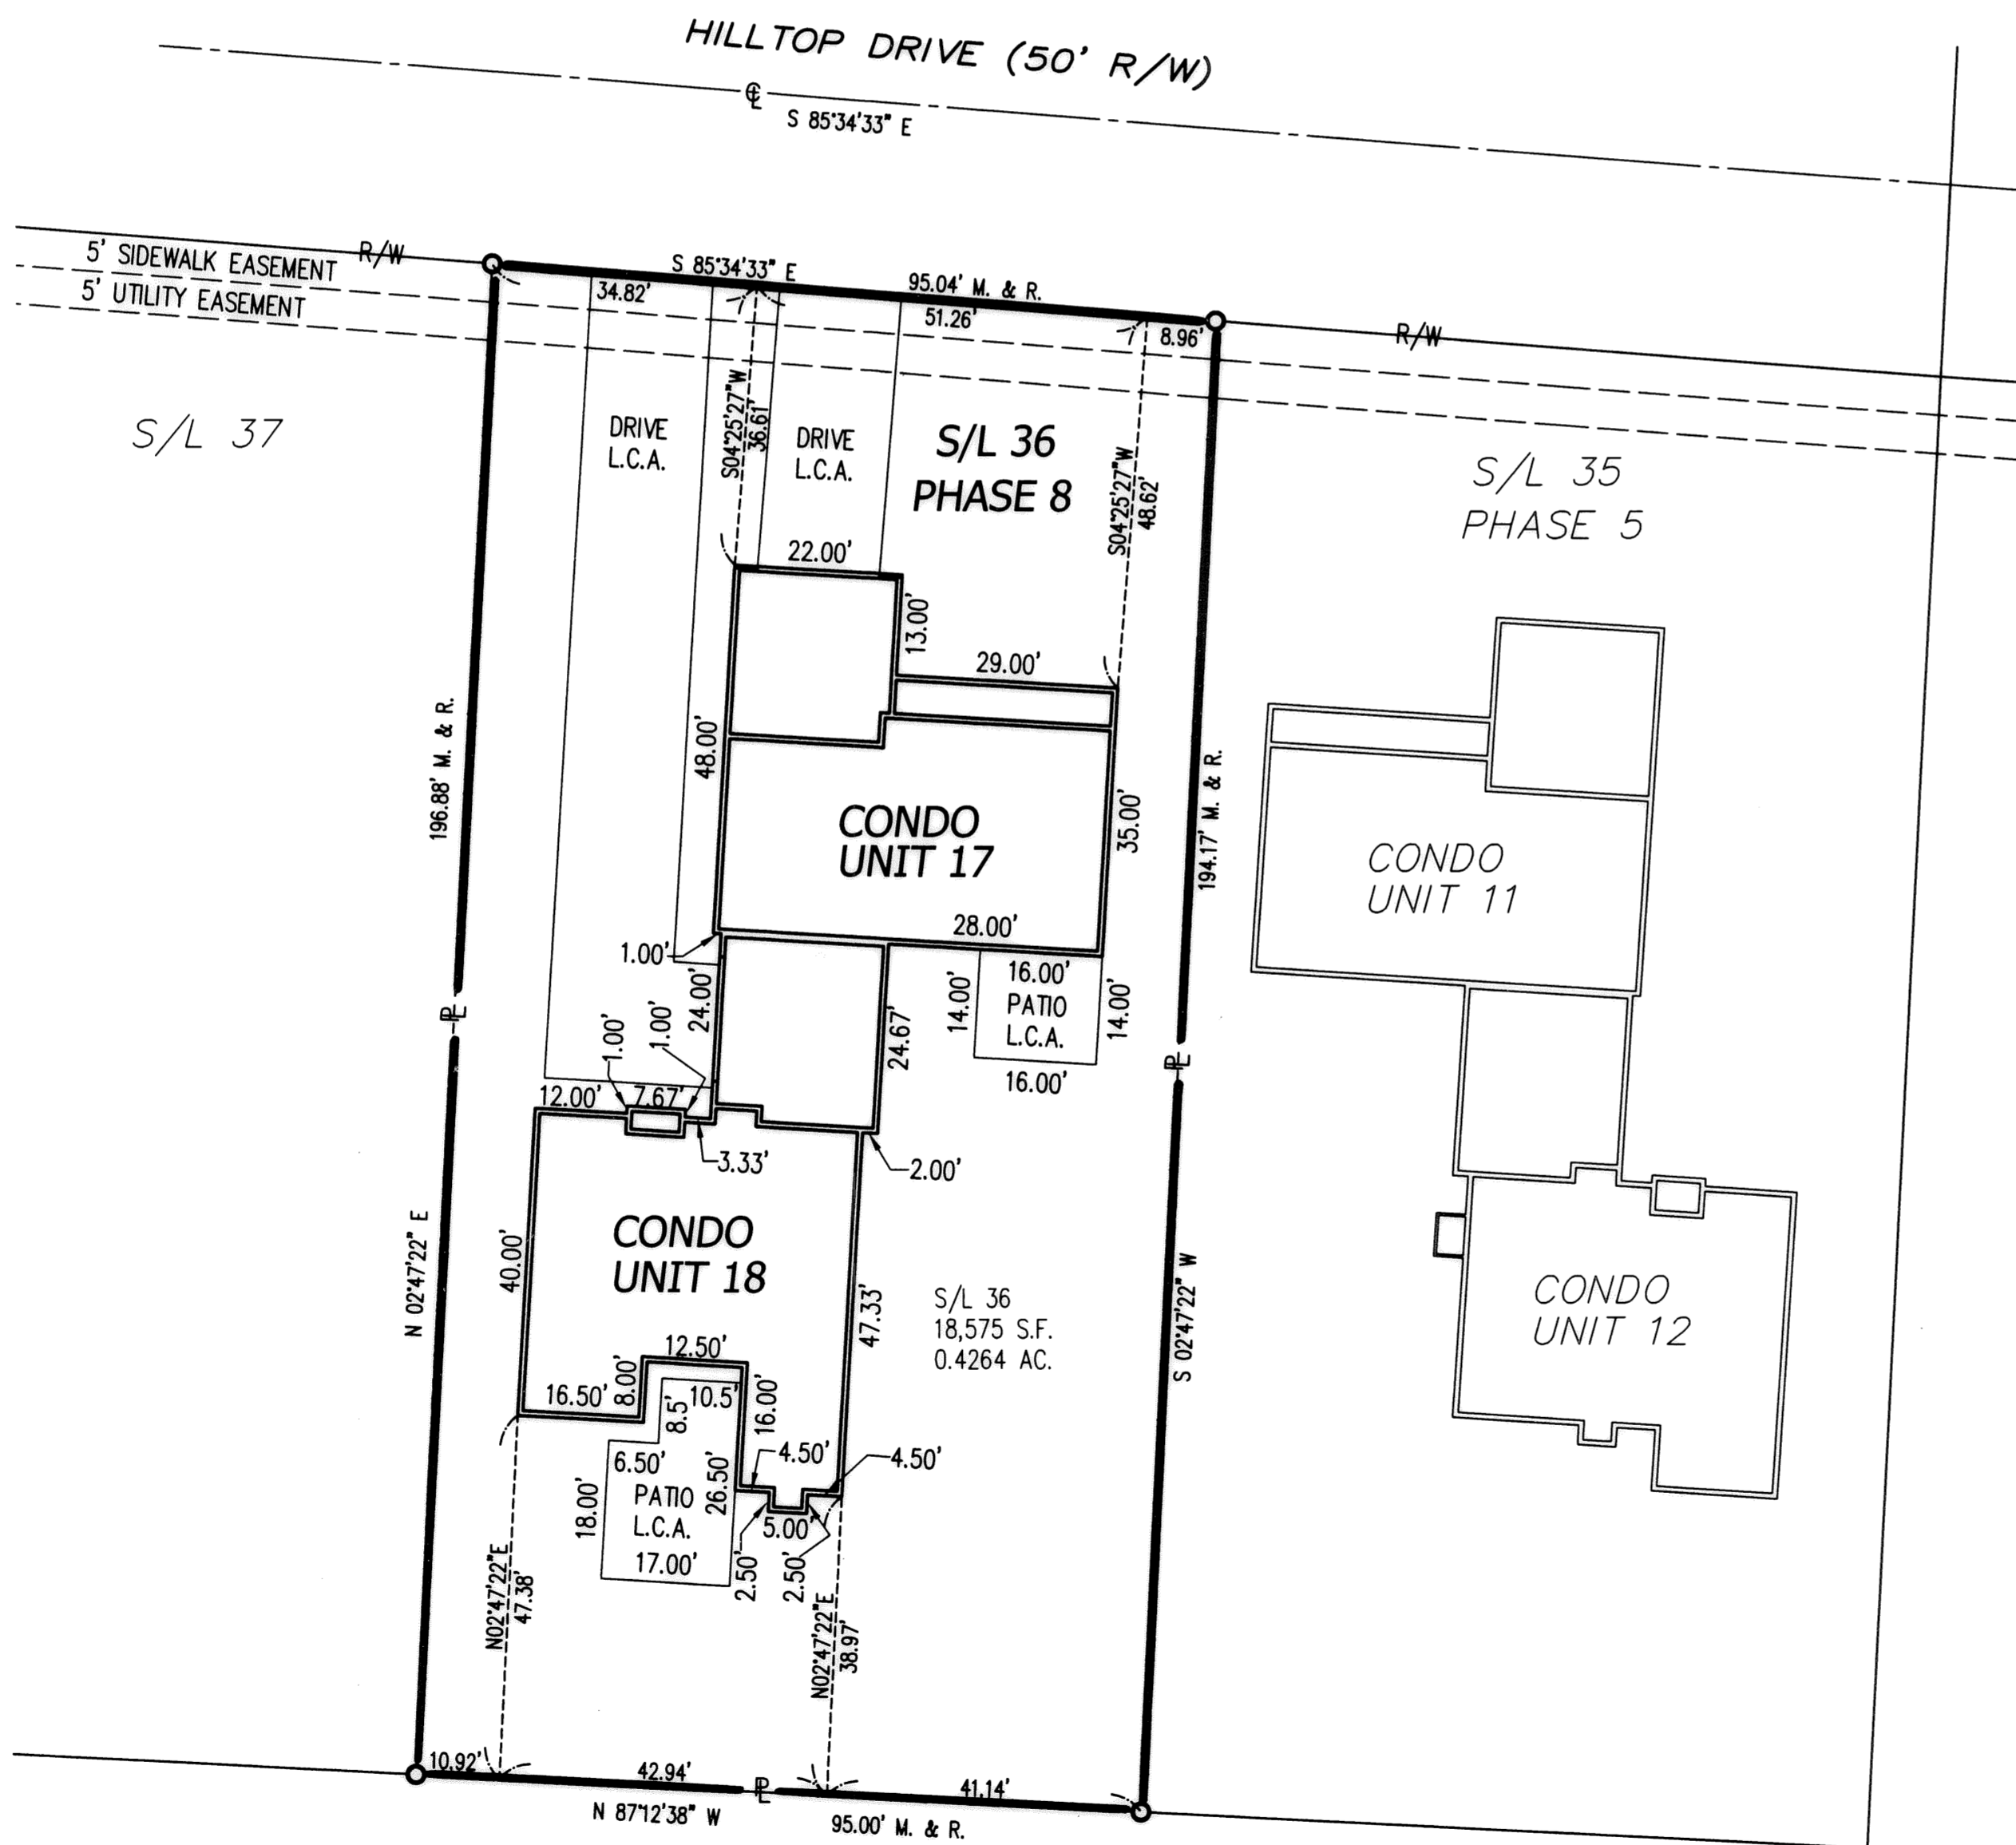 HILLTOP DRIVE (50' R/W)
℄
S 85°34'33" E
5' SIDEWALK EASEMENT
R/W
5' UTILITY EASEMENT
S 85°34'33" E
95.04' M. & R.
34.82'
51.26'
8.96'
R/W
S/L 37
DRIVE
L.C.A.
S04°25'27"W
36.61'
DRIVE
L.C.A.
S/L 36
PHASE 8
S04°25'27"W
48.62'
S/L 35
PHASE 5
22.00'
13.00'
29.00'
196.88' M. & R.
48.00'
CONDO
UNIT 17
35.00'
194.17' M. & R.
CONDO
UNIT 11
28.00'
1.00'
24.00'
1.00'
1.00'
24.67'
14.00'
16.00'
PATIO
L.C.A.
14.00'
16.00'
PL
PL
12.00'
7.67'
3.33'
2.00'
N 02°47'22" E
40.00'
CONDO
UNIT 18
47.33'
S/L 36
18,575 S.F.
0.4264 AC.
S 02°47'22" W
CONDO
UNIT 12
12.50'
16.50'
8.00'
8.5'
10.5'
16.00'
4.50'
4.50'
6.50'
26.50'
18.00'
PATIO
L.C.A.
17.00'
5.00'
2.50'
2.50'
N02°47'22"E
47.38'
N02°47'22"E
38.97'
10.92'
42.94'
PL
41.14'
N 87°12'38" W
95.00' M. & R.